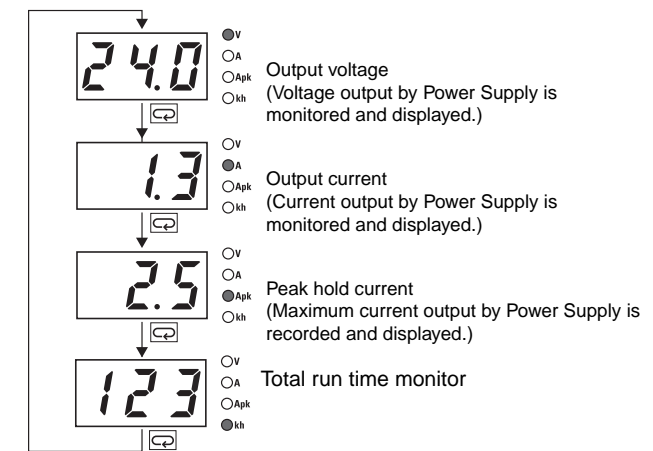 24.0
V
A
Apk
kh
Output voltage
(Voltage output by Power Supply is
monitored and displayed.)
1.3
V
A
Apk
kh
Output current
(Current output by Power Supply is
monitored and displayed.)
2.5
V
A
Apk
kh
Peak hold current
(Maximum current output by Power Supply is
recorded and displayed.)
123
V
A
Apk
kh
Total run time monitor